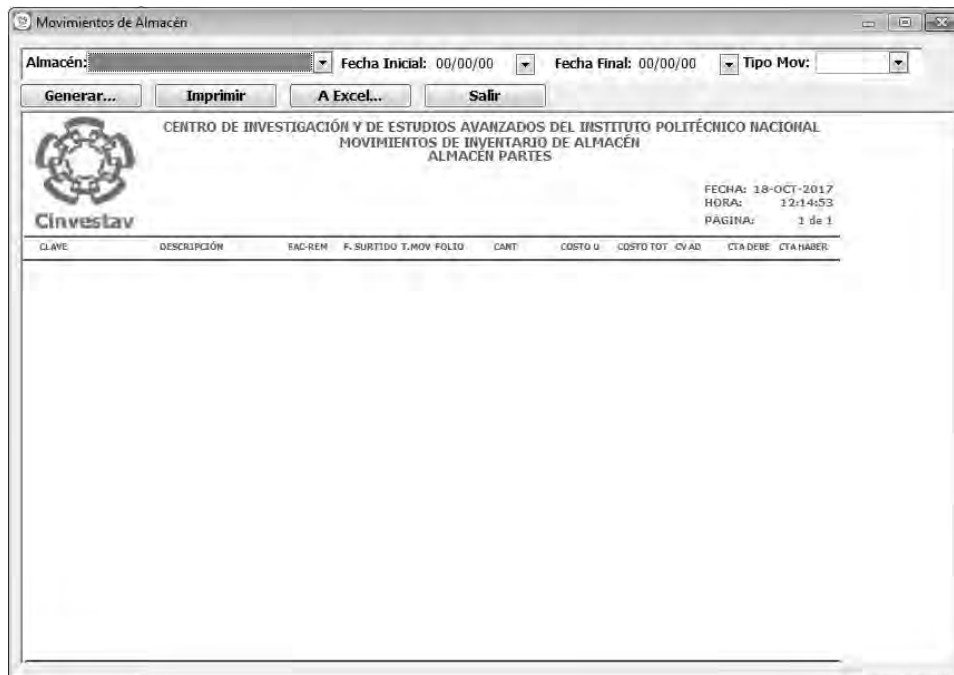 Movimientos de Almacén
Almacén: Fecha Inicial: 00/00/00 Fecha Final: 00/00/00 Tipo Mov:
Generar... Imprimir A Excel... Salir
CENTRO DE INVESTIGACIÓN Y DE ESTUDIOS AVANZADOS DEL INSTITUTO POLITÉCNICO NACIONAL
MOVIMIENTOS DE INVENTARIO DE ALMACÉN
ALMACÉN PARTES
FECHA: 18-OCT-2017
HORA: 12:14:53
Cinvestav
PÁGINA: 1 de 1
CLAVE DESCRIPCIÓN FAC-REM F. SURTIDO T.MOV FOLIO CANT COSTO U COSTO TOT CV AD CTA DEBE CTA HABER